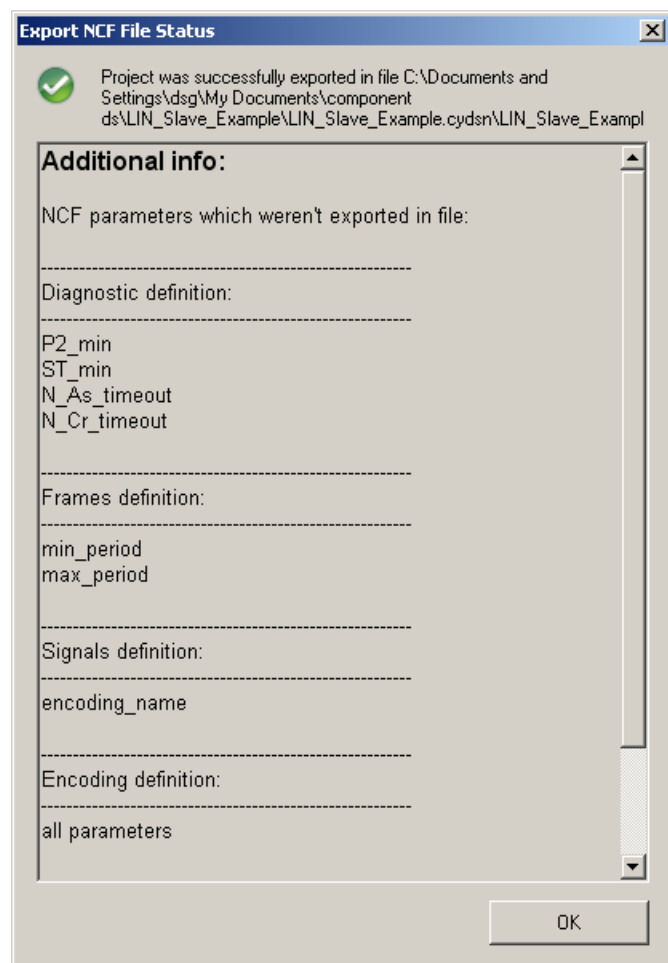 Export NCF File Status
Project was successfully exported in file C:\Documents and
Settings\dsg\My Documents\component
ds\LIN_Slave_Example\LIN_Slave_Example.cydsn\LIN_Slave_Exampl
Additional info:
NCF parameters which weren't exported in file:
----------------------------------------------------------
Diagnostic definition:
----------------------------------------------------------
P2_min
ST_min
N_As_timeout
N_Cr_timeout
----------------------------------------------------------
Frames definition:
----------------------------------------------------------
min_period
max_period
----------------------------------------------------------
Signals definition:
----------------------------------------------------------
encoding_name
----------------------------------------------------------
Encoding definition:
----------------------------------------------------------
all parameters
OK